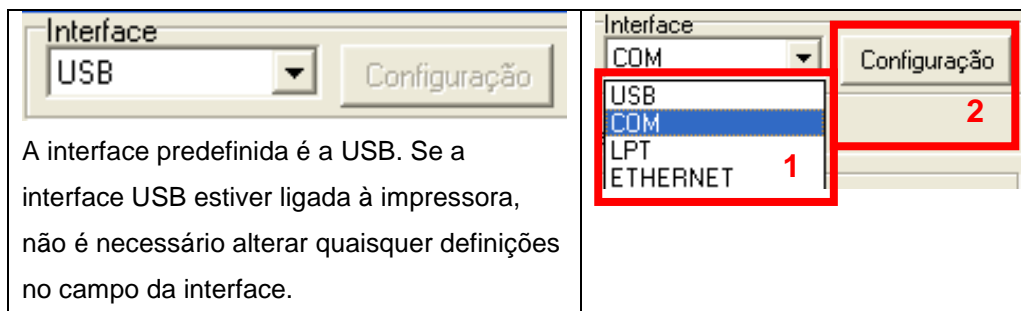 Interface
USB
Configuração
A interface predefinida é a USB. Se a
interface USB estiver ligada à impressora,
não é necessário alterar quaisquer definições
no campo da interface.
Interface
COM
Configuração
USB
COM
LPT
ETHERNET
1
2